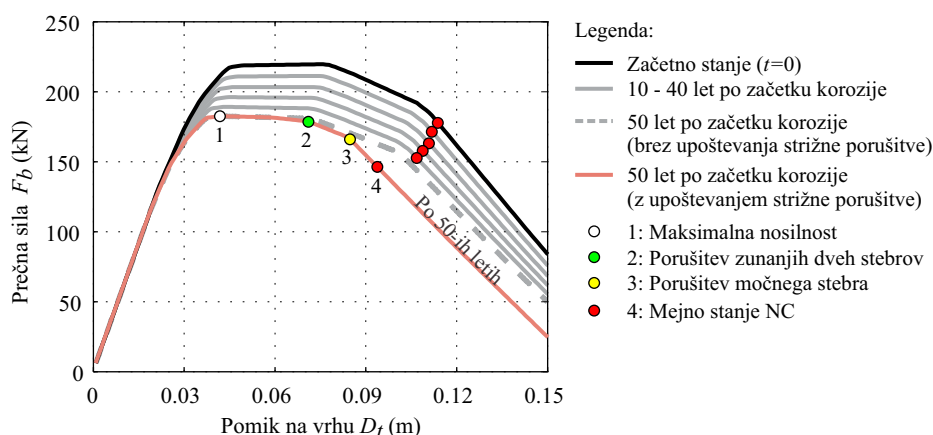 250
200
150
100
50
0
Prečna sila F_b (kN)
0
0.03
0.06
0.09
0.12
0.15
Pomik na vrhu D_t (m)
1
2
3
4
Po 50-ih letih
Legenda:
Začetno stanje (t=0)
10 - 40 let po začetku korozije
50 let po začetku korozije
(brez upoštevanja strižne porušitve)
50 let po začetku korozije
(z upoštevanjem strižne porušitve)
1: Maksimalna nosilnost
2: Porušitev zunanjih dveh stebrov
3: Porušitev močnega stebra
4: Mejno stanje NC